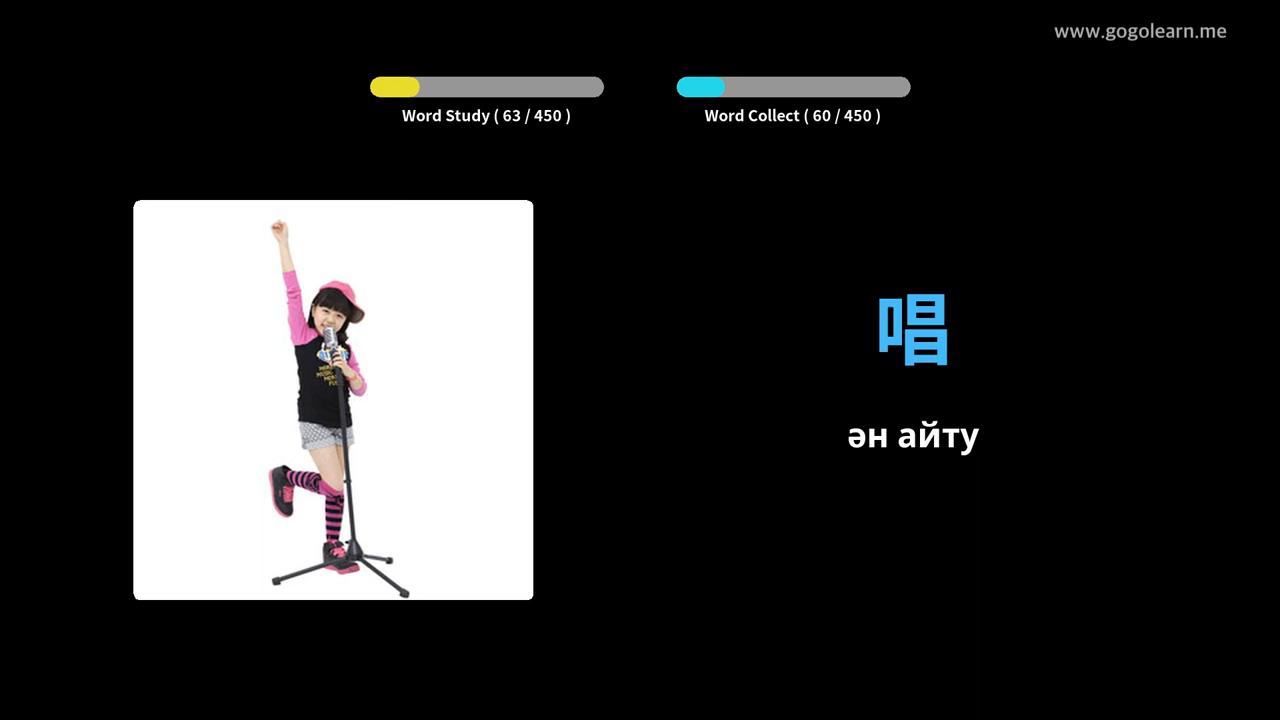 www.gogolearn.me
Word Study ( 63 / 450 )
Word Collect ( 60 / 450 )
唱
ән айту